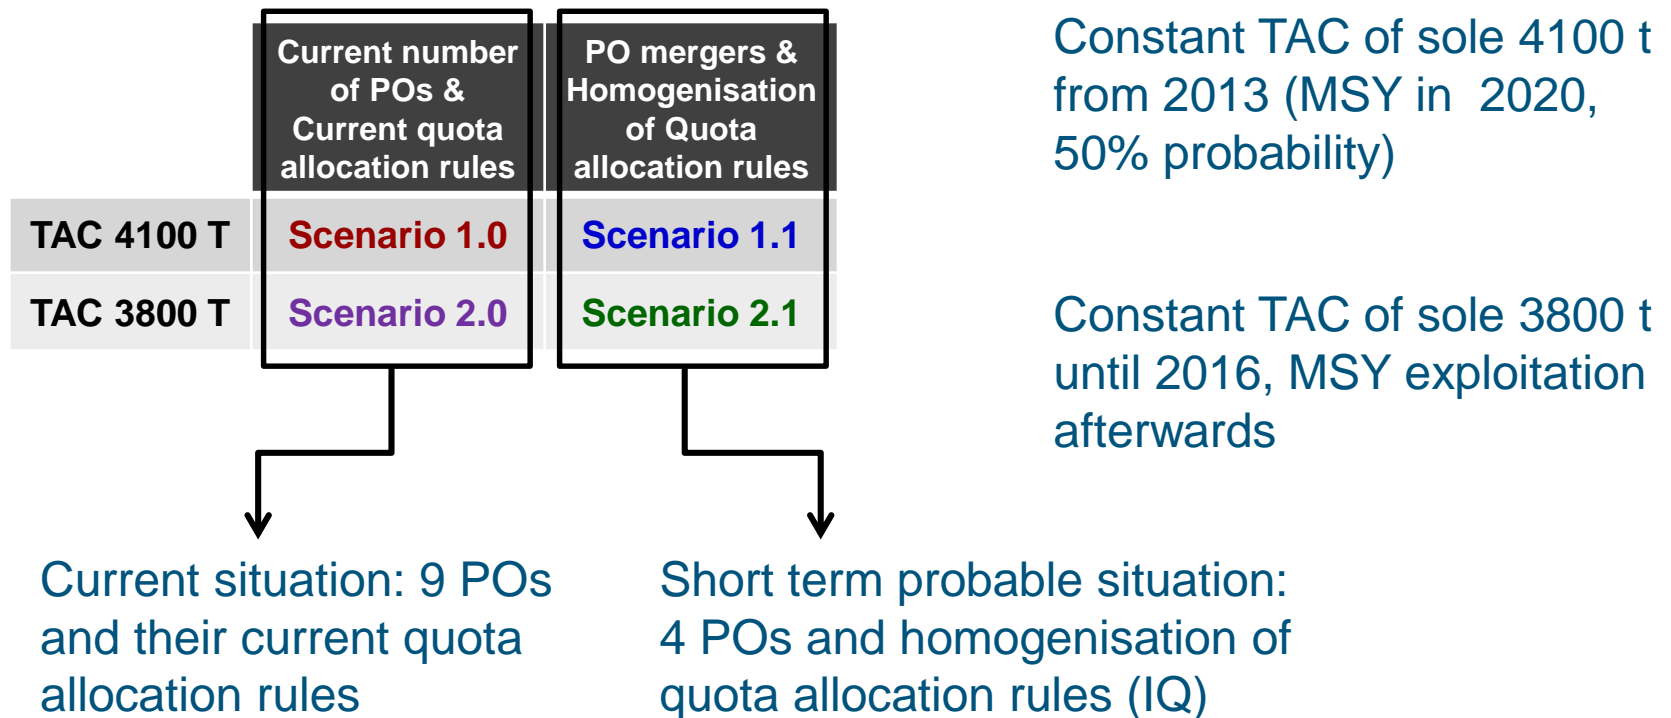 Current number
of POs &
Current quota
allocation rules
PO mergers &
Homogenisation
of Quota
allocation rules
TAC 4100 T
Scenario 1.0
Scenario 1.1
TAC 3800 T
Scenario 2.0
Scenario 2.1
Constant TAC of sole 4100 t
from 2013 (MSY in 2020,
50% probability)
Constant TAC of sole 3800 t
until 2016, MSY exploitation
afterwards
Current situation: 9 POs
and their current quota
allocation rules
Short term probable situation:
4 POs and homogenisation of
quota allocation rules (IQ)